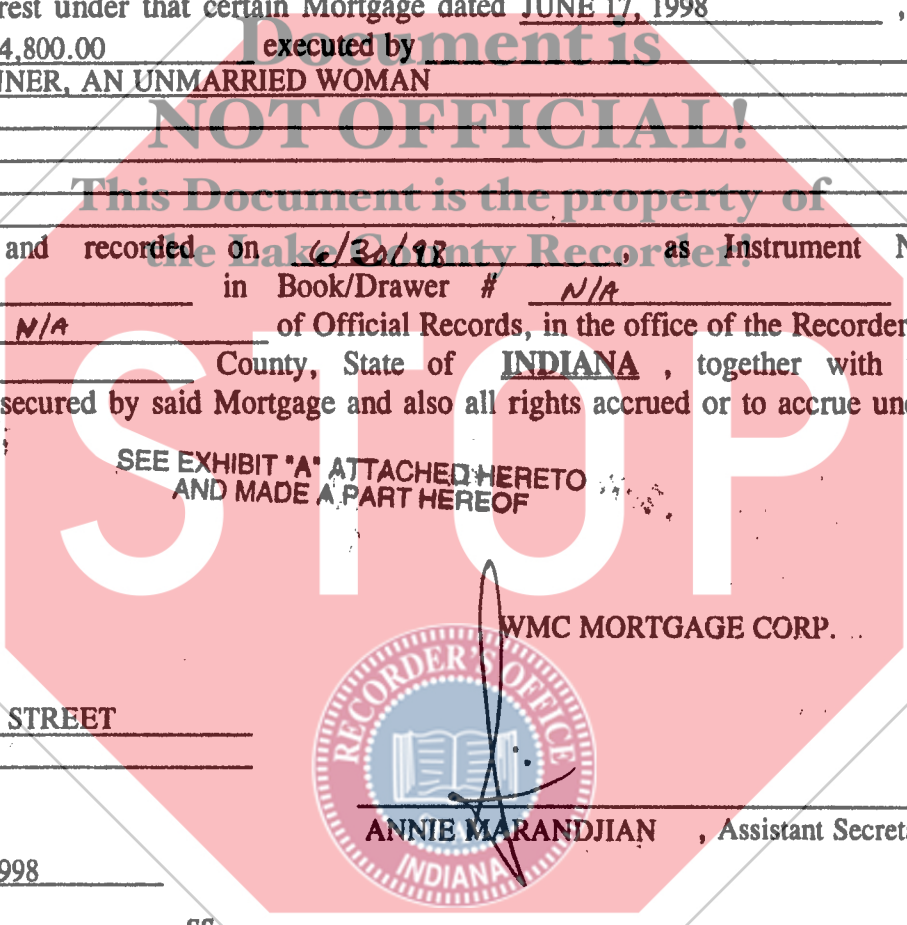 rest under that certain Mortgage dated JUNE 17, 1998 ,
4,800.00 executed by
Document is
NNER, AN UNMARRIED WOMAN
NOT OFFICIAL!
This Document is the property of
the Lake County Recorder!
and recorded on 6/30/98 , as Instrument N
in Book/Drawer # N/A
N/A of Official Records, in the office of the Recorder
County, State of INDIANA , together with
secured by said Mortgage and also all rights accrued or to accrue un
SEE EXHIBIT "A" ATTACHED HERETO
AND MADE A PART HEREOF
STOP
WMC MORTGAGE CORP.
RECORDER'S OFFICE
STREET
ANNIE MARANDJIAN , Assistant Secret
INDIANA
998